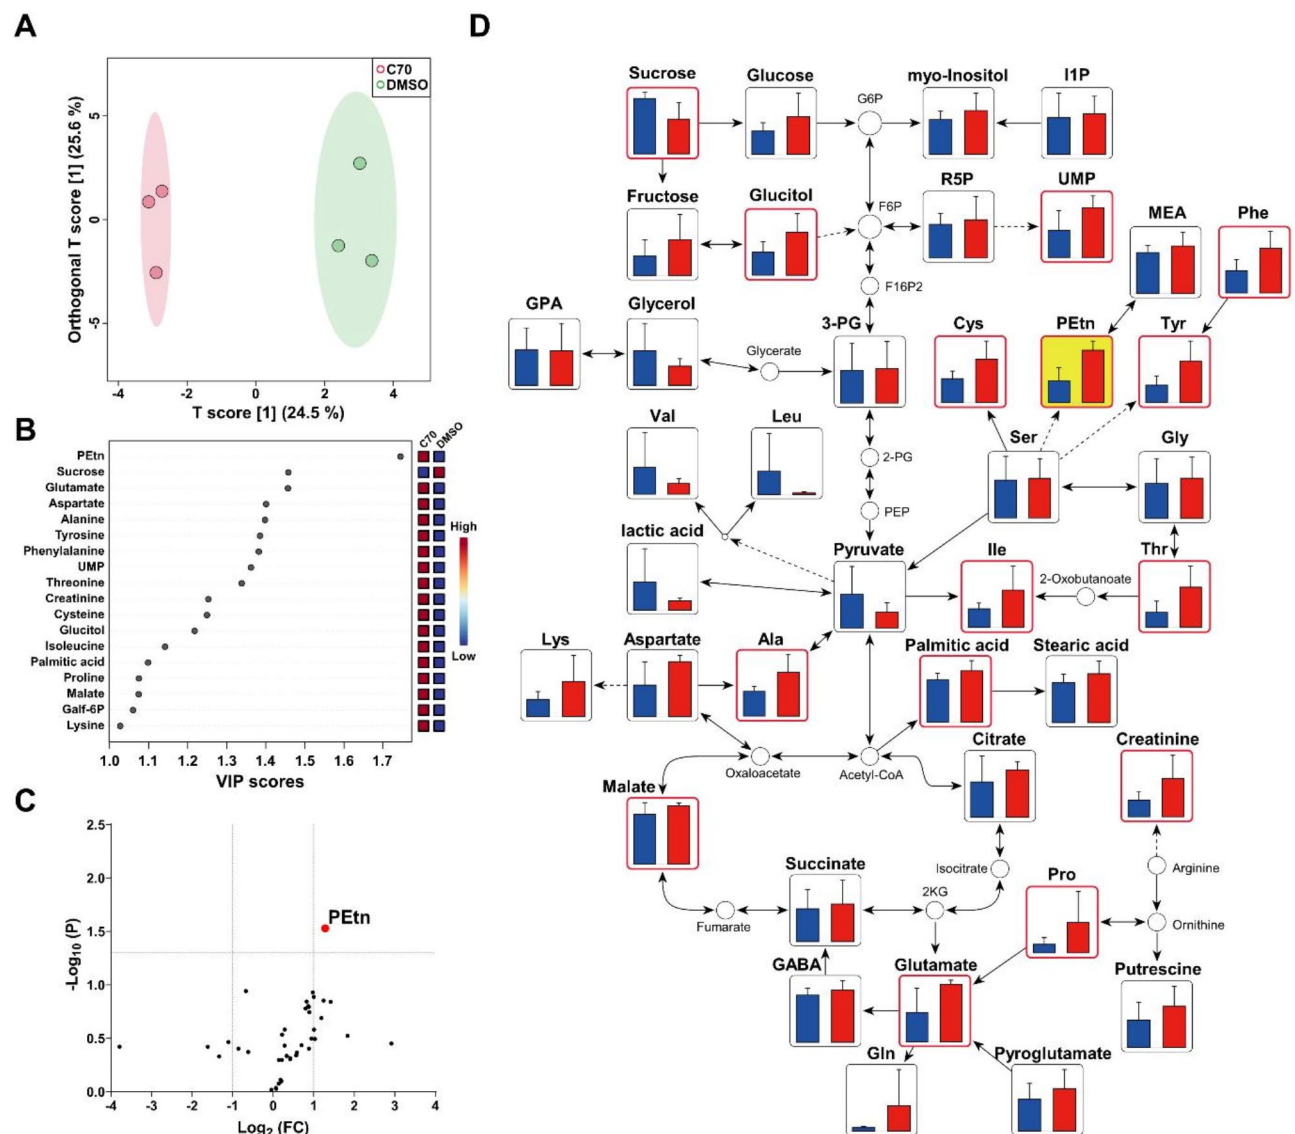 A
C70
DMSO
Orthogonal T score [1] (25.6 %)
5
0
-5
-4
-2
0
2
4
T score [1] (24.5 %)
B
C70
DMSO
PEtn
Sucrose
Glutamate
Aspartate
Alanine
Tyrosine
Phenylalanine
UMP
Threonine
Creatinine
Cysteine
Glucitol
Isoleucine
Palmitic acid
Proline
Malate
Galf-6P
Lysine
High
Low
1.0
1.1
1.2
1.3
1.4
1.5
1.6
1.7
VIP scores
C
2.5
2.0
1.5
1.0
0.5
0.0
-Log10 (P)
PEtn
-4
-3
-2
-1
0
1
2
3
4
Log2 (FC)
D
Sucrose
Glucose
G6P
myo-Inositol
I1P
Fructose
Glucitol
F6P
R5P
UMP
MEA
Phe
F16P2
GPA
Glycerol
Glycerate
3-PG
Cys
PEtn
Tyr
Val
Leu
2-PG
Ser
Gly
PEP
lactic acid
Pyruvate
Ile
2-Oxobutanoate
Thr
Lys
Aspartate
Ala
Palmitic acid
Stearic acid
Oxaloacetate
Acetyl-CoA
Citrate
Creatinine
Malate
Succinate
Isocitrate
2KG
Pro
Arginine
Fumarate
Ornithine
GABA
Glutamate
Putrescine
Gln
Pyroglutamate